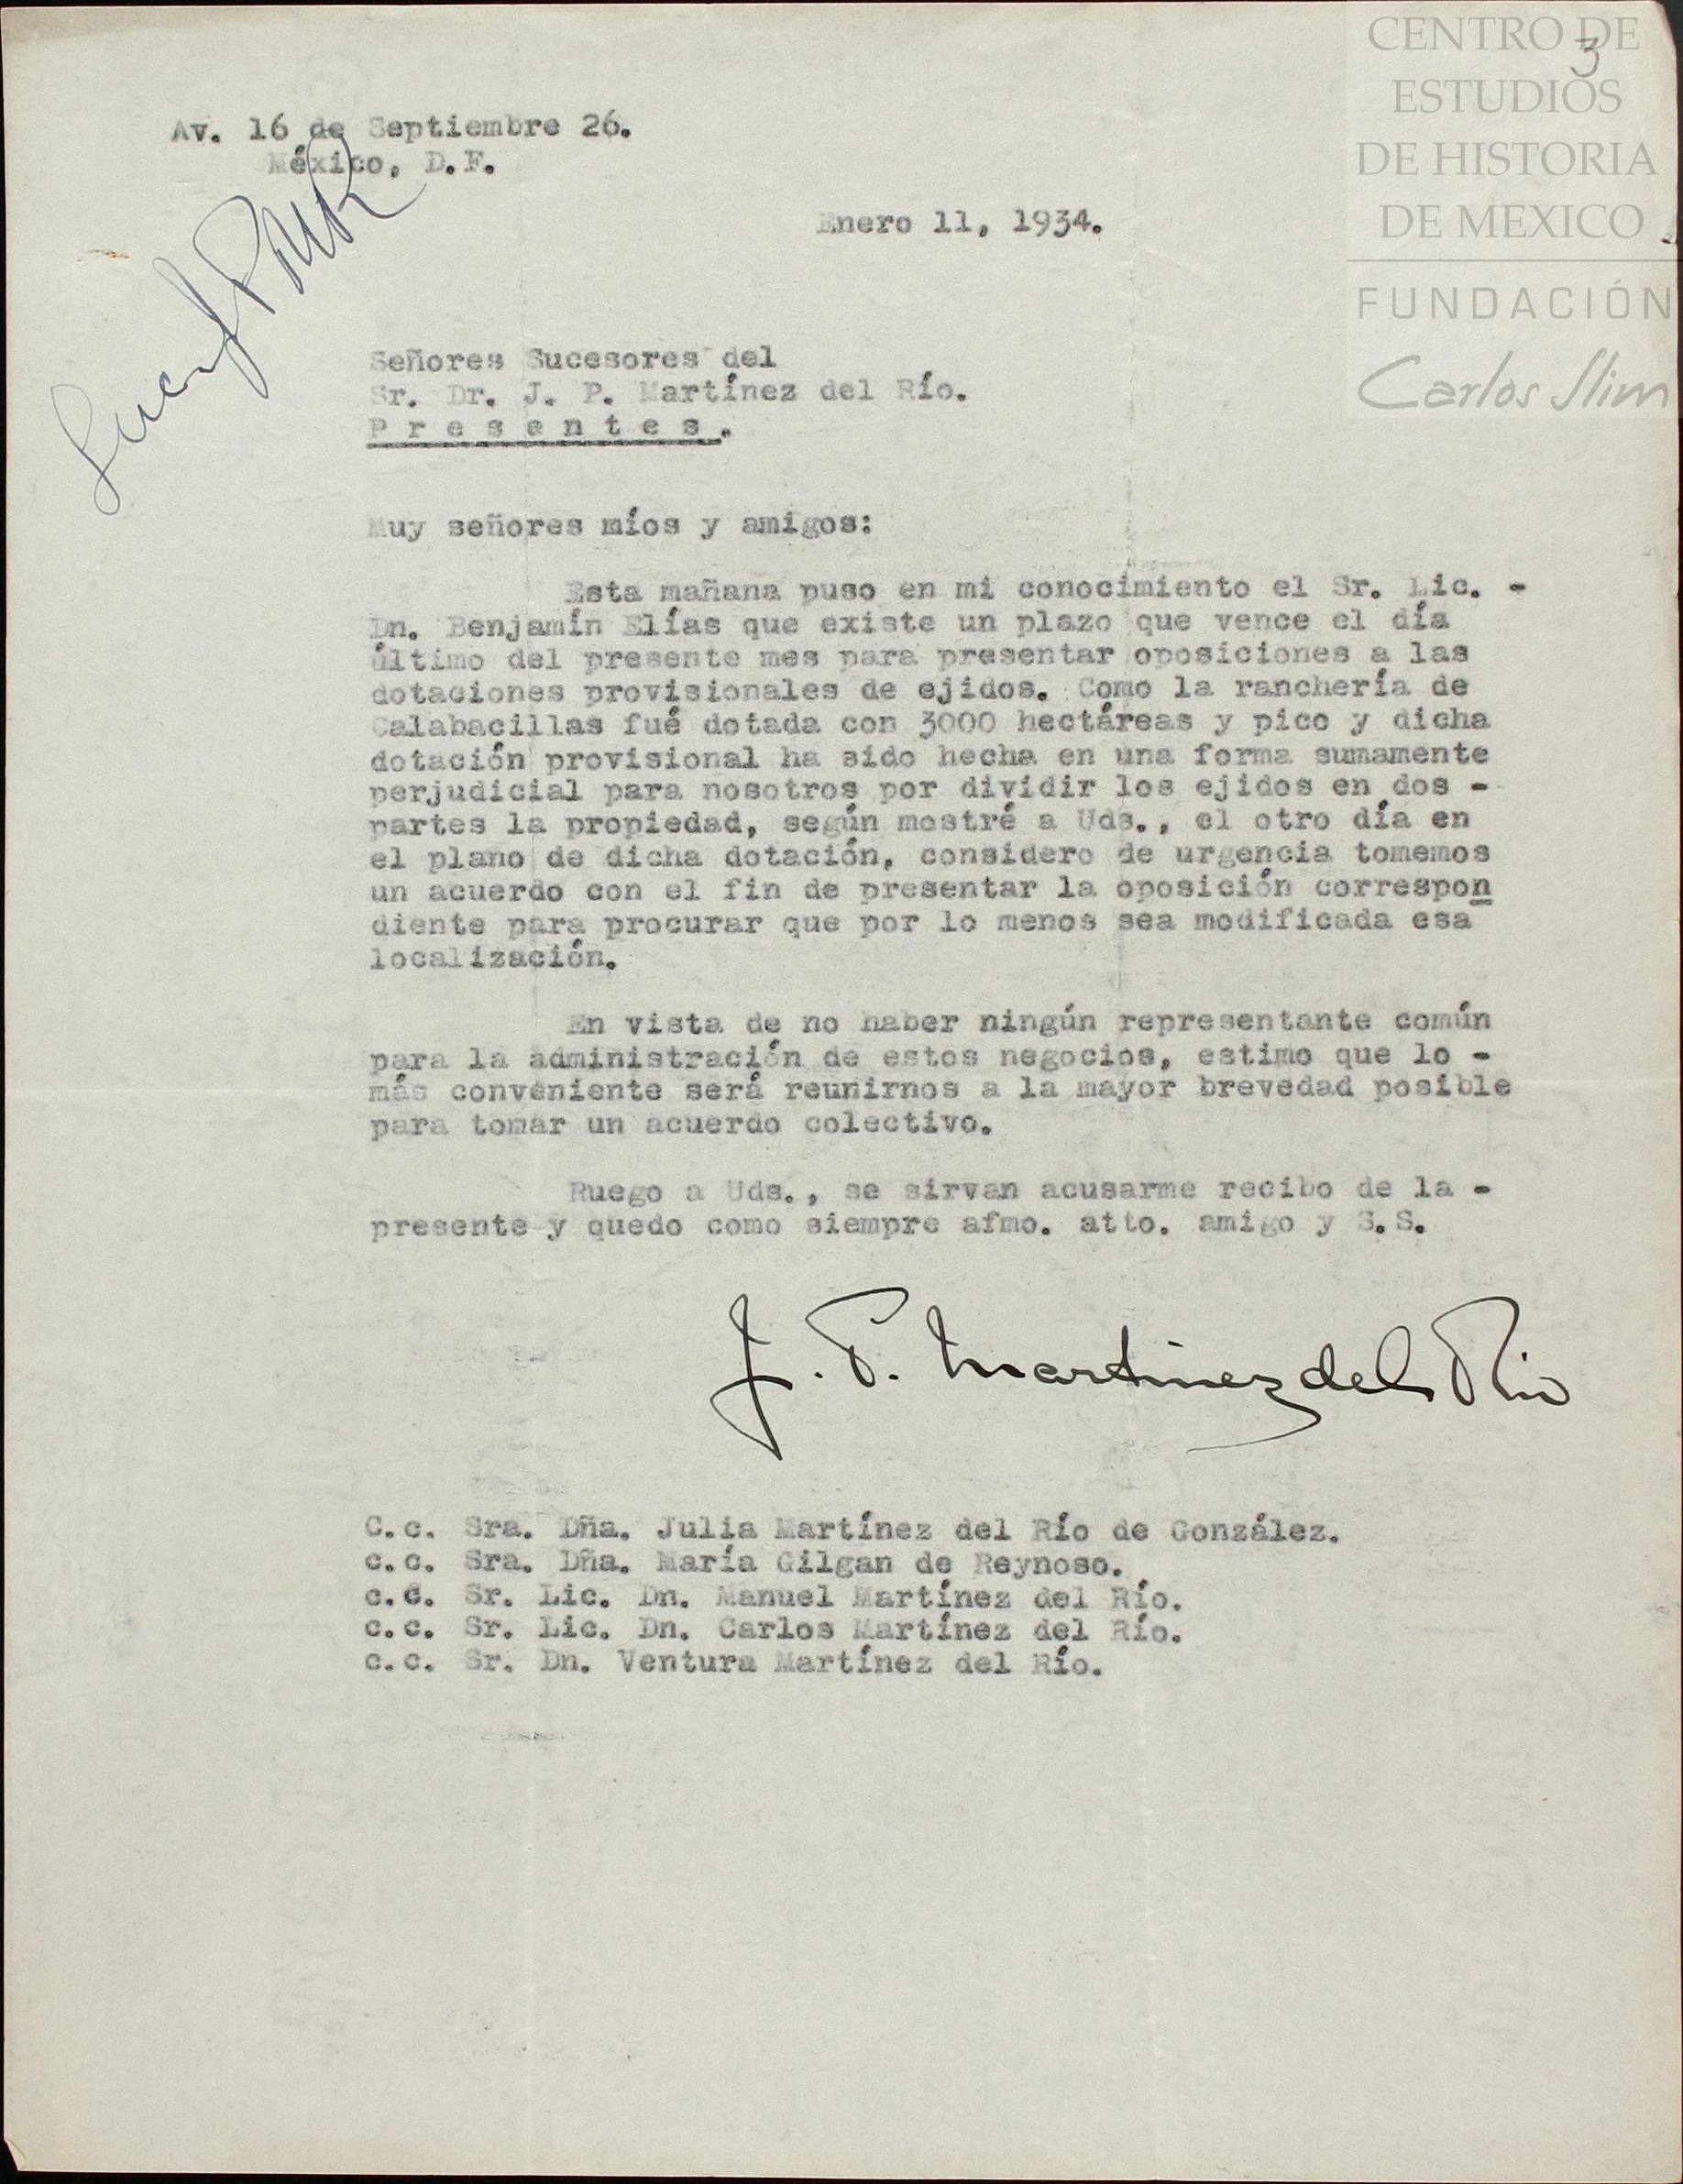 CENTRO DE
ESTUDIOS
DE HISTORIA
DE MEXICO
FUNDACIÓN
Carlos Slim
3
Av. 16 de Septiembre 26.
México, D.F.
Enero 11, 1934.
Señores Sucesores del
Sr. Dr. J. P. Martínez del Río.
Presentes.
Muy señores míos y amigos:
Esta mañana puso en mi conocimiento el Sr. Lic. -
Dn. Benjamín Elías que existe un plazo que vence el día
último del presente mes para presentar oposiciones a las
dotaciones provisionales de ejidos. Como la ranchería de
Calabacillas fué dotada con 3000 hectáreas y pico y dicha
dotación provisional ha sido hecha en una forma sumamente
perjudicial para nosotros por dividir los ejidos en dos -
partes la propiedad, según mostré a Uds., el otro día en
el plano de dicha dotación, considero de urgencia tomemos
un acuerdo con el fin de presentar la oposición correspon
diente para procurar que por lo menos sea modificada esa
localización.
En vista de no haber ningún representante común
para la administración de estos negocios, estimo que lo -
más conveniente será reunirnos a la mayor brevedad posible
para tomar un acuerdo colectivo.
Ruego a Uds., se sirvan acusarme recibo de la -
presente y quedo como siempre afmo. atto. amigo y S.S.
J. P. Martinez del Rio
C.c. Sra. Dña. Julia Martínez del Río de González.
c.c. Sra. Dña. María Gilgan de Reynoso.
c.c. Sr. Lic. Dn. Manuel Martínez del Río.
c.c. Sr. Lic. Dn. Carlos Martínez del Río.
c.c. Sr. Dn. Ventura Martínez del Río.